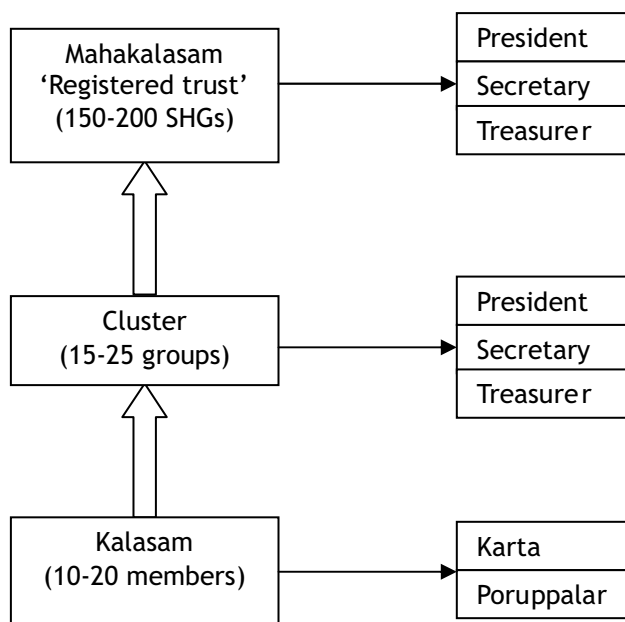 Mahakalasam
‘Registered trust’
(150-200 SHGs)
President
Secretary
Treasurer
Cluster
(15-25 groups)
President
Secretary
Treasurer
Kalasam
(10-20 members)
Karta
Poruppalar